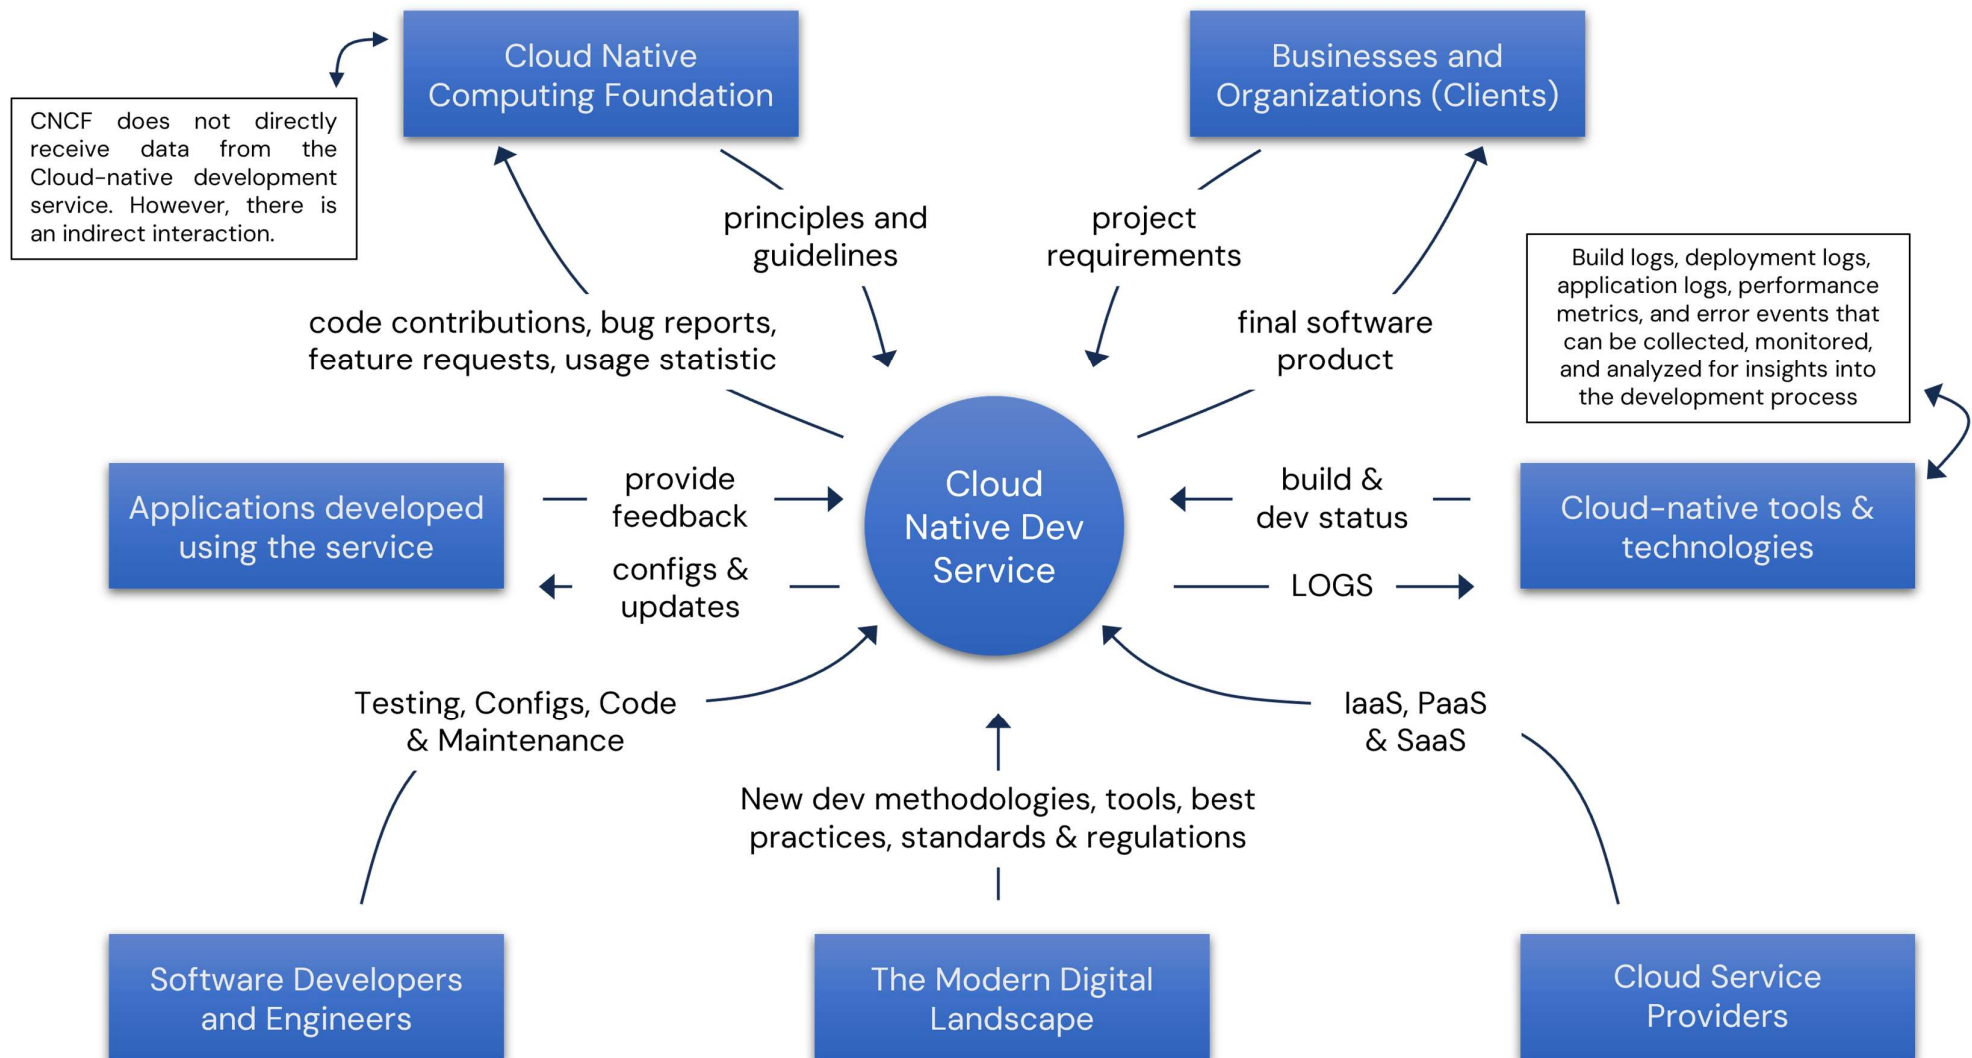 Cloud Native
Computing Foundation
Businesses and
Organizations (Clients)
CNCF does not directly
receive data from the
Cloud-native development
service. However, there is
an indirect interaction.
principles and
guidelines
project
requirements
Build logs, deployment logs,
application logs, performance
metrics, and error events that
can be collected, monitored,
and analyzed for insights into
the development process
code contributions, bug reports,
feature requests, usage statistic
final software
product
Applications developed
using the service
provide
feedback
configs &
updates
Cloud
Native Dev
Service
build &
dev status
LOGS
Cloud-native tools &
technologies
Testing, Configs, Code
& Maintenance
IaaS, PaaS
& SaaS
New dev methodologies, tools, best
practices, standards & regulations
Software Developers
and Engineers
The Modern Digital
Landscape
Cloud Service
Providers